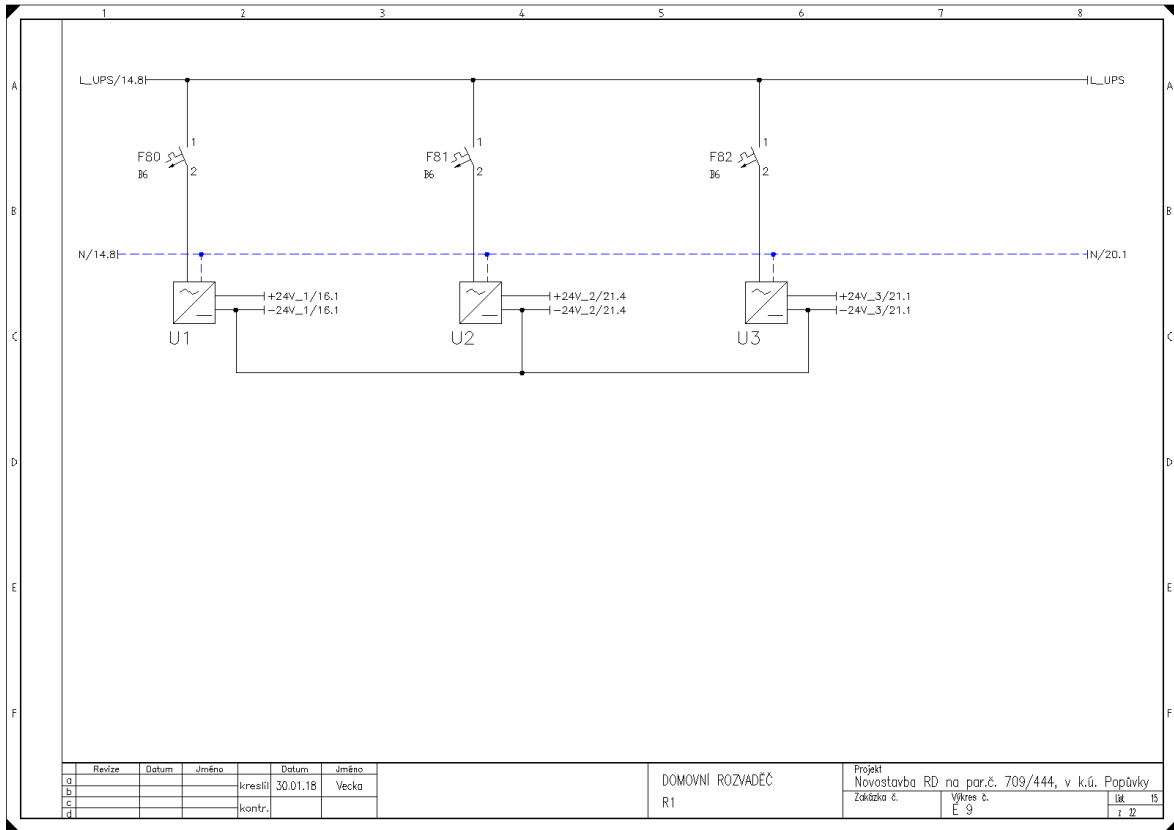 1 2 3 4 5 6 7 8
A A
L_UPS/14.8 L_UPS
1 1 1
F80 F81 F82
B6 B6 B6
2 2 2
B B
N/14.8 N/20.1
+24V_1/16.1 +24V_2/21.4 +24V_3/21.1
-24V_1/16.1 -24V_2/21.4 -24V_3/21.1
U1 U2 U3
C C
D D
E E
F F
Revize Datum Jméno Datum Jméno
a
b
c
d
kreslil 30.01.18 Vecka
kontr.
DOMOVNÍ ROZVADĚČ
R1
Projekt
Novostavba RD na par.č. 709/444, v k.ú. Popůvky
Zakázka č. Výkres č. List 15
E 9 z 22